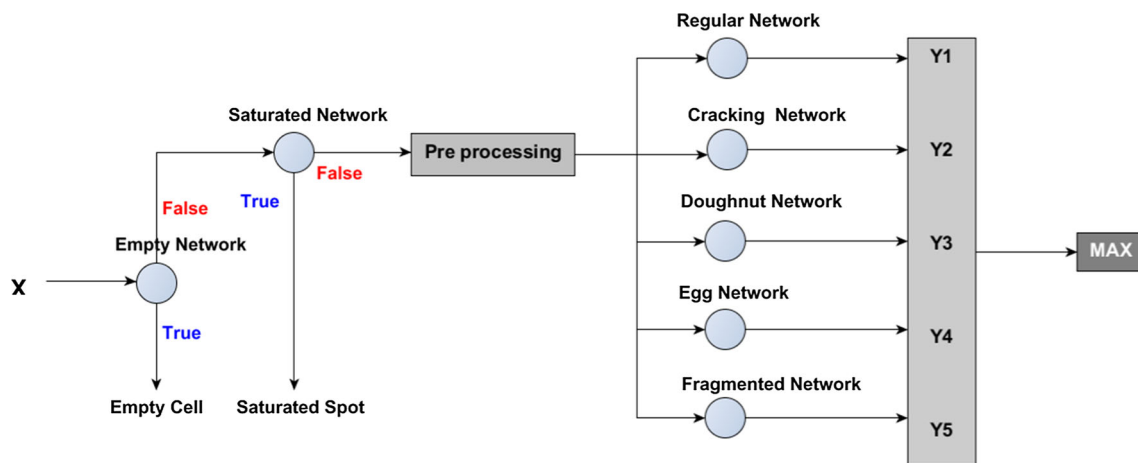 Regular Network
Y1
Saturated Network
Cracking Network
Pre processing
Y2
False
True
False
Doughnut Network
Empty Network
Y3
MAX
X
Egg Network
True
Y4
Fragmented Network
Empty Cell
Saturated Spot
Y5